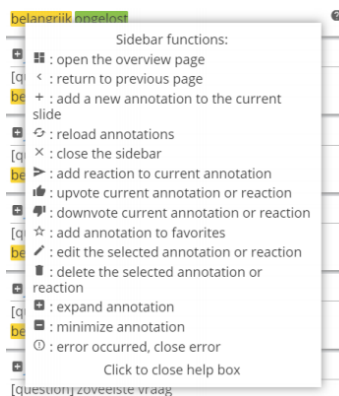 belangrijk opgelost
Sidebar functions:
: open the overview page
< : return to previous page
+ : add a new annotation to the current
slide
: reload annotations
× : close the sidebar
: add reaction to current annotation
: upvote current annotation or reaction
: downvote current annotation or reaction
☆ : add annotation to favorites
: edit the selected annotation or reaction
: delete the selected annotation or
reaction
: expand annotation
: minimize annotation
: error occurred, close error
Click to close help box
[question] zoveelste vraag